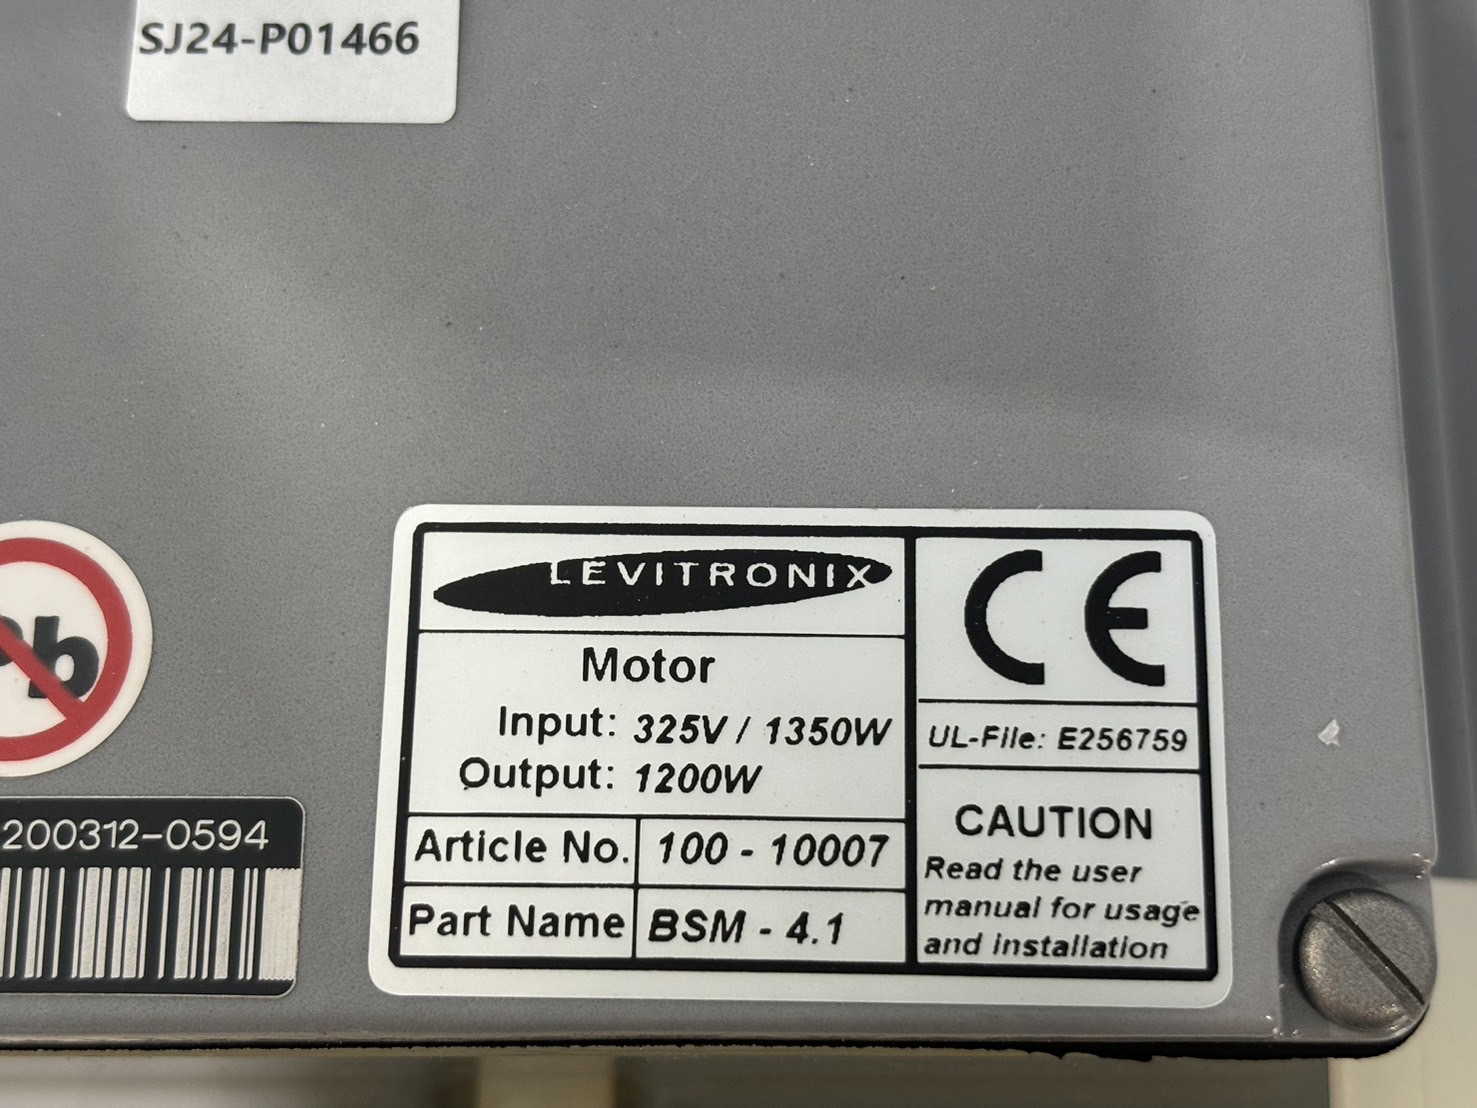 SJ24-P01466
LEVITRONIX
Motor
Input: 325V / 1350W
Output: 1200W
Article No. 100 - 10007
Part Name BSM - 4.1
CE
UL-File: E256759
CAUTION
Read the user
manual for usage
and installation
Pb
200312-0594